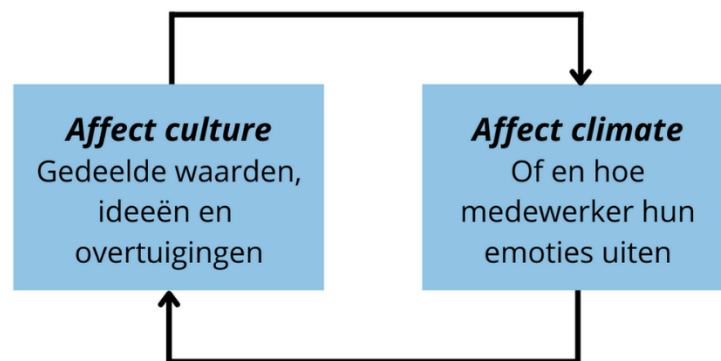 Affect culture
Gedeelde waarden,
ideeën en
overtuigingen
Affect climate
Of en hoe
medewerker hun
emoties uiten